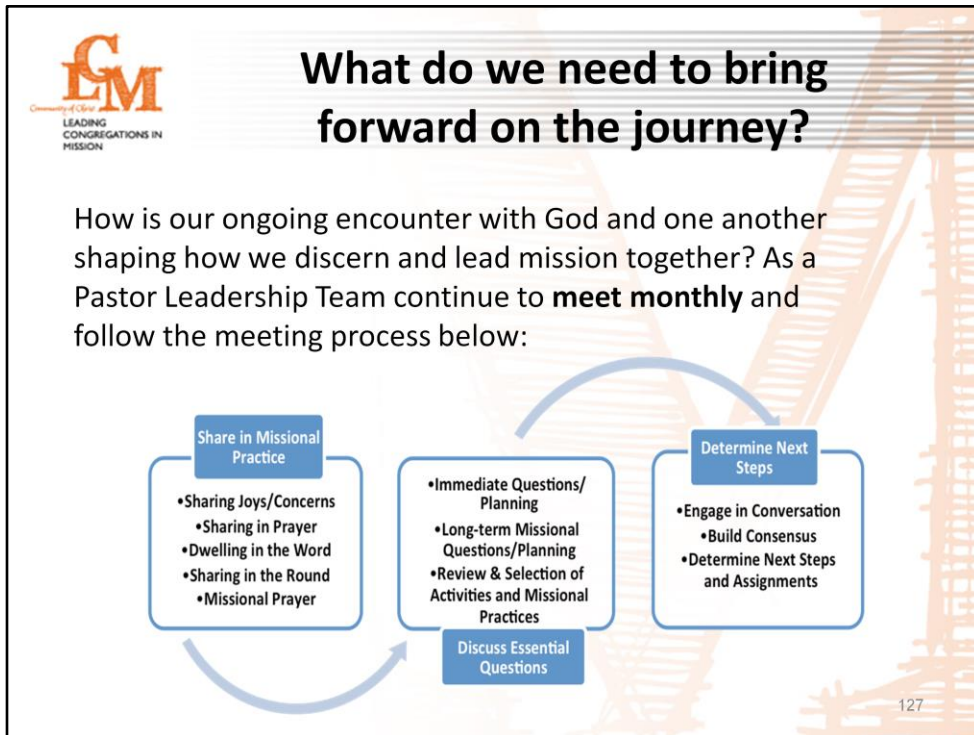 LCM
Community of Christ
LEADING
CONGREGATIONS IN
MISSION
What do we need to bring
forward on the journey?
How is our ongoing encounter with God and one another
shaping how we discern and lead mission together? As a
Pastor Leadership Team continue to meet monthly and
follow the meeting process below:
Share in Missional
Practice
•Sharing Joys/Concerns
•Sharing in Prayer
•Dwelling in the Word
•Sharing in the Round
•Missional Prayer
•Immediate Questions/
Planning
•Long-term Missional
Questions/Planning
•Review & Selection of
Activities and Missional
Practices
Discuss Essential
Questions
Determine Next
Steps
•Engage in Conversation
•Build Consensus
•Determine Next Steps
and Assignments
127